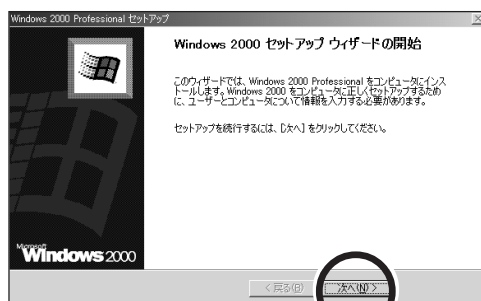 Windows 2000 Professional セットアップ
Windows 2000 セットアップ ウィザードの開始
このウィザードでは、Windows 2000 Professional をコンピュータにインス
トールします。Windows 2000 をコンピュータに正しくセットアップするため
に、ユーザーとコンピュータについて情報を入力する必要があります。
セットアップを続行するには、[次へ] をクリックしてください。
Microsoft
Windows 2000
< 戻る(B)
次へ(N) >